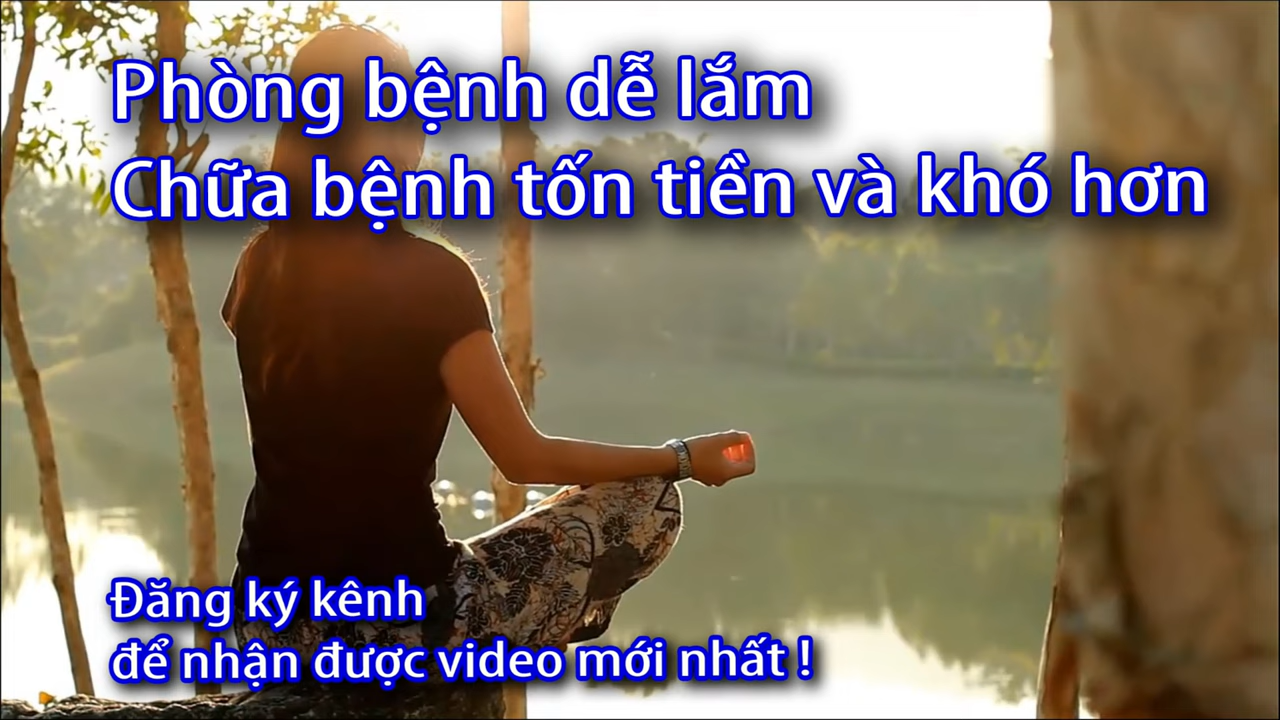 Phòng bệnh dễ lắm
Chữa bệnh tốn tiền và khó hơn
Đăng ký kênh
để nhận được video mới nhất !